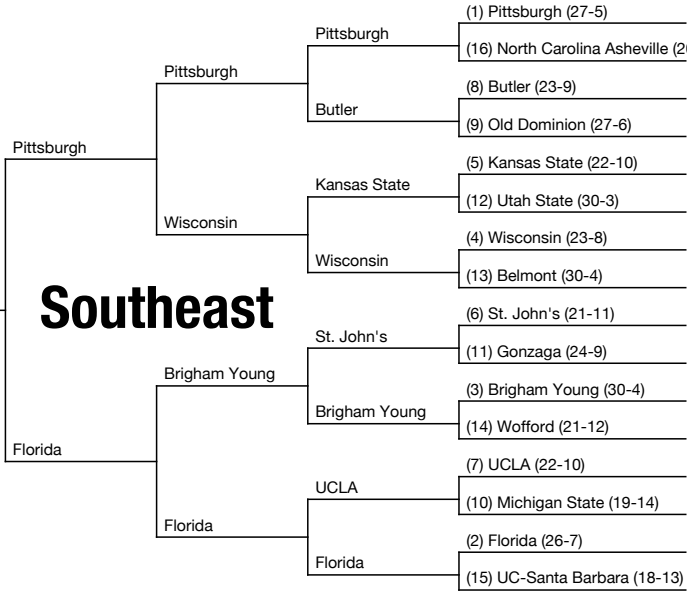 (1) Pittsburgh (27-5)
Pittsburgh
(16) North Carolina Asheville (2
Pittsburgh
(8) Butler (23-9)
Butler
(9) Old Dominion (27-6)
Pittsburgh
(5) Kansas State (22-10)
Kansas State
(12) Utah State (30-3)
Wisconsin
(4) Wisconsin (23-8)
Wisconsin
(13) Belmont (30-4)
Southeast
(6) St. John's (21-11)
St. John's
(11) Gonzaga (24-9)
Brigham Young
(3) Brigham Young (30-4)
Brigham Young
(14) Wofford (21-12)
Florida
(7) UCLA (22-10)
UCLA
(10) Michigan State (19-14)
Florida
(2) Florida (26-7)
Florida
(15) UC-Santa Barbara (18-13)